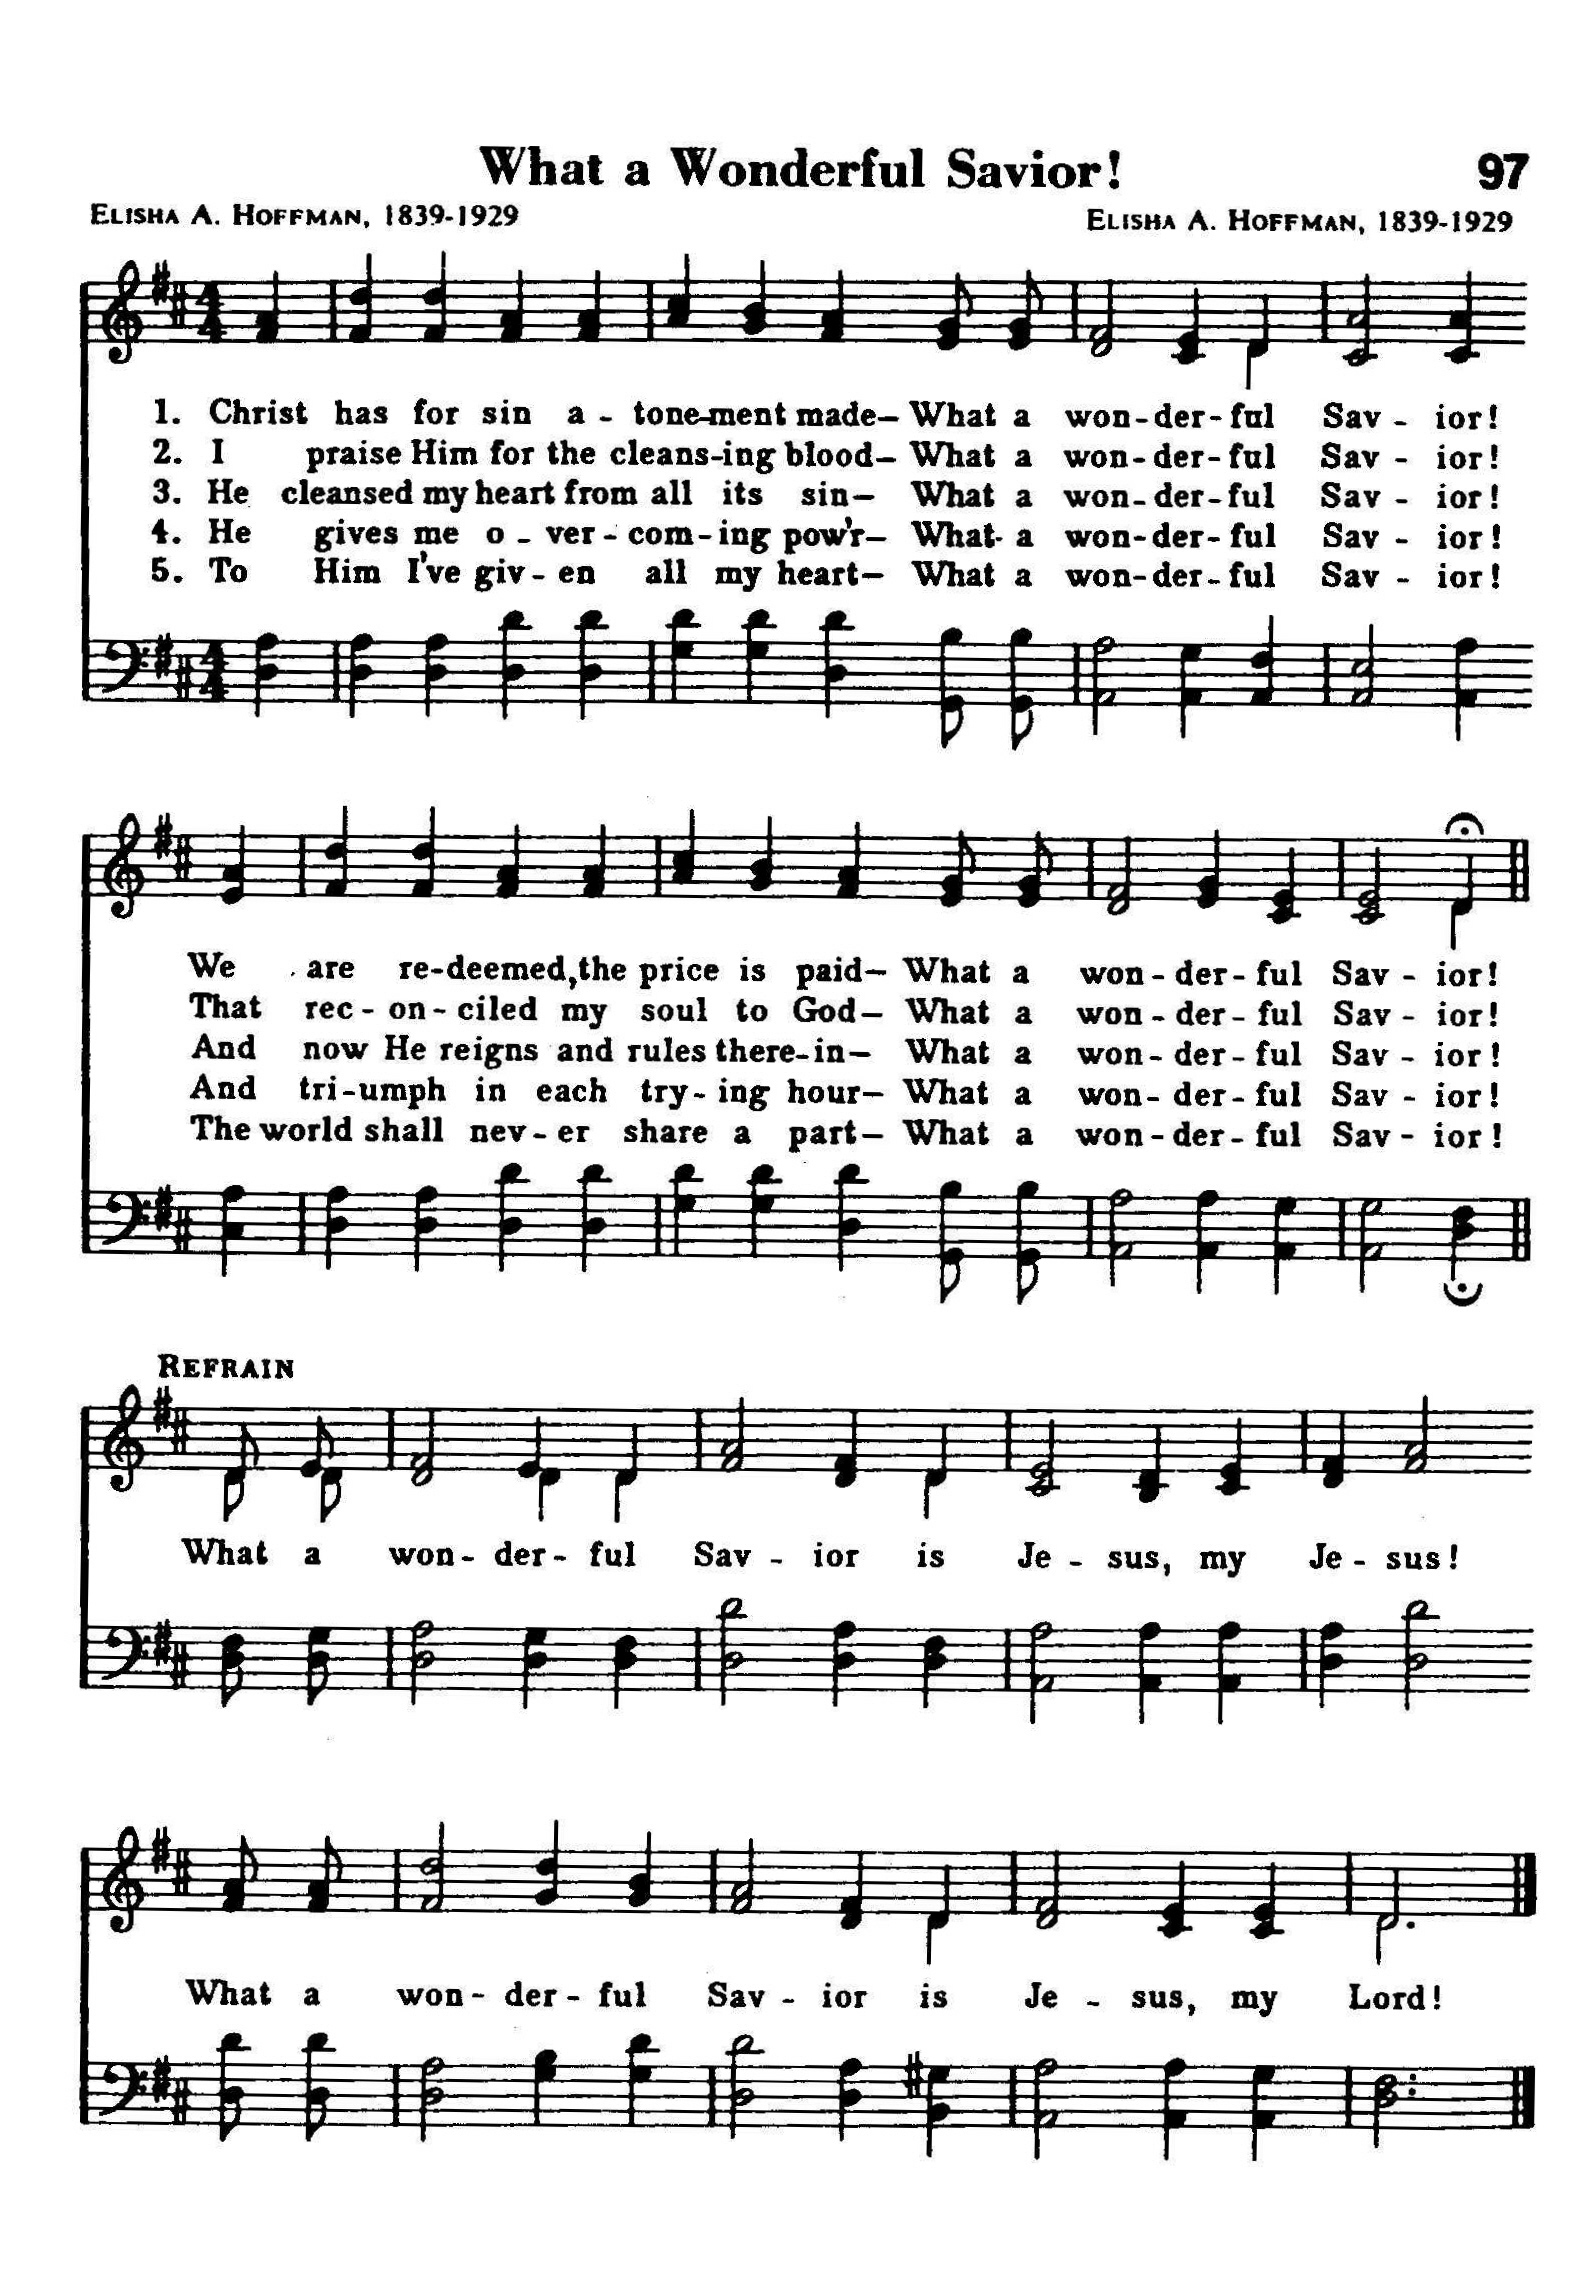 What a Wonderful Savior! 97
ELISHA A. HOFFMAN, 1839-1929 ELISHA A. HOFFMAN, 1839-1929
1. Christ has for sin a - tone-ment made— What a won-der-ful Sav - ior!
2. I praise Him for the cleans-ing blood— What a won-der-ful Sav - ior!
3. He cleansed my heart from all its sin— What a won-der-ful Sav - ior!
4. He gives me o - ver - com-ing pow'r— What a won-der-ful Sav - ior!
5. To Him I've giv - en all my heart— What a won-der-ful Sav - ior!
We are re-deemed, the price is paid— What a won-der-ful Sav - ior!
That rec - on - ciled my soul to God— What a won-der-ful Sav - ior!
And now He reigns and rules there-in— What a won-der-ful Sav - ior!
And tri-umph in each try - ing hour— What a won-der-ful Sav - ior!
The world shall nev - er share a part— What a won-der-ful Sav - ior!
REFRAIN
What a won - der - ful Sav - ior is Je - sus, my Je - sus!
What a won - der - ful Sav - ior is Je - sus, my Lord!